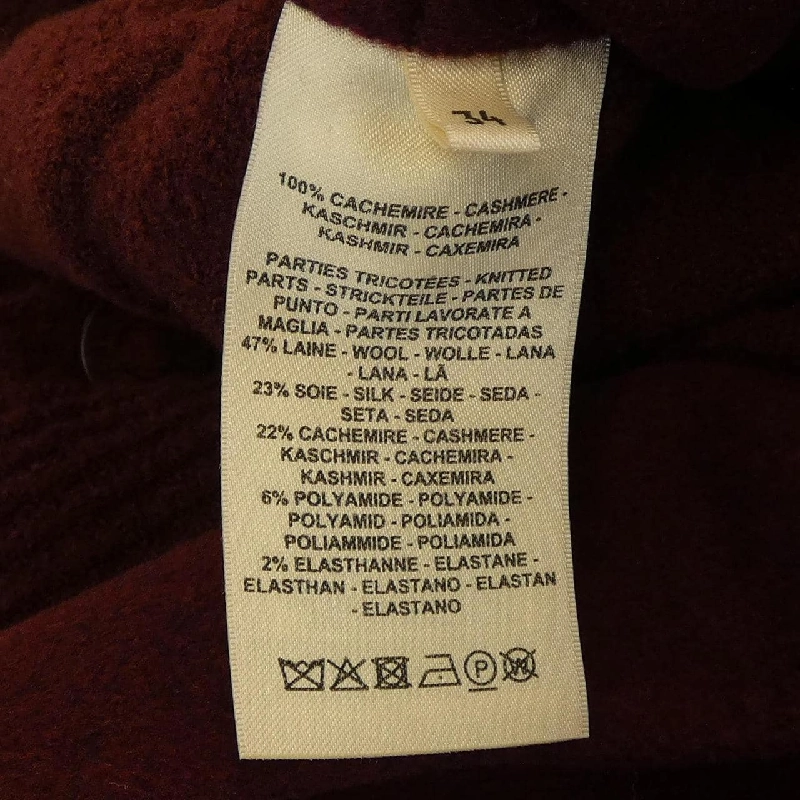 34
100% CACHEMIRE - CASHMERE -
KASCHMIR - CACHEMIRA -
KASHMIR - CAXEMIRA
PARTIES TRICOTÉES - KNITTED
PARTS - STRICKTEILE - PARTES DE
PUNTO - PARTI LAVORATE A
MAGLIA - PARTES TRICOTADAS
47% LAINE - WOOL - WOLLE - LANA
- LANA - LÃ
23% SOIE - SILK - SEIDE - SEDA -
SETA - SEDA
22% CACHEMIRE - CASHMERE -
KASCHMIR - CACHEMIRA -
KASHMIR - CAXEMIRA
6% POLYAMIDE - POLYAMIDE -
POLYAMID - POLIAMIDA -
POLIAMMIDE - POLIAMIDA
2% ELASTHANNE - ELASTANE -
ELASTHAN - ELASTANO - ELASTAN
- ELASTANO
P W